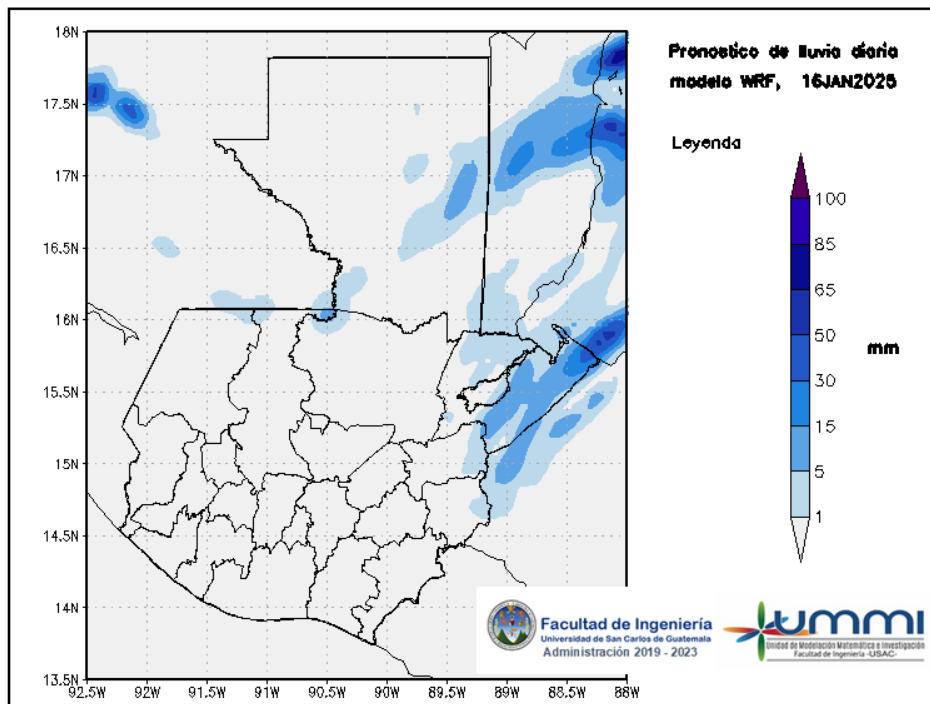 Pronostico de lluvia diaria
modelo WRF, 16JAN2025
Leyenda
100
85
65
50
30
15
5
1
mm
18N
17.5N
17N
16.5N
16N
15.5N
15N
14.5N
14N
13.5N
92.5W 92W 91.5W 91W 90.5W 90W 89.5W 89W 88.5W 88W
Facultad de Ingeniería
Universidad de San Carlos de Guatemala
Administración 2019 - 2023
ummi
Unidad de Modelación Matemática e Investigación
Facultad de Ingeniería -USAC-